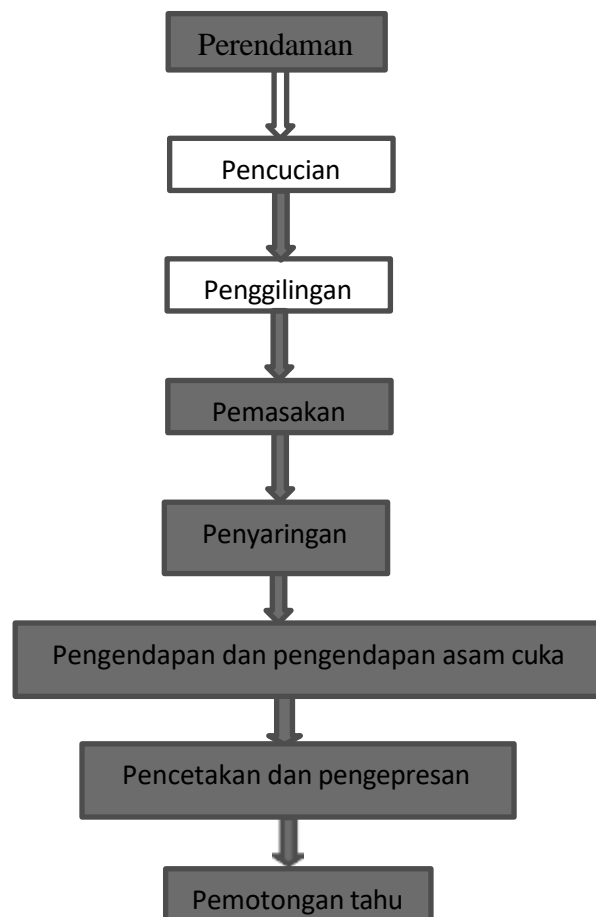 Perendaman
Pencucian
Penggilingan
Pemasakan
Penyaringan
Pengendapan dan pengendapan asam cuka
Pencetakan dan pengepresan
Pemotongan tahu